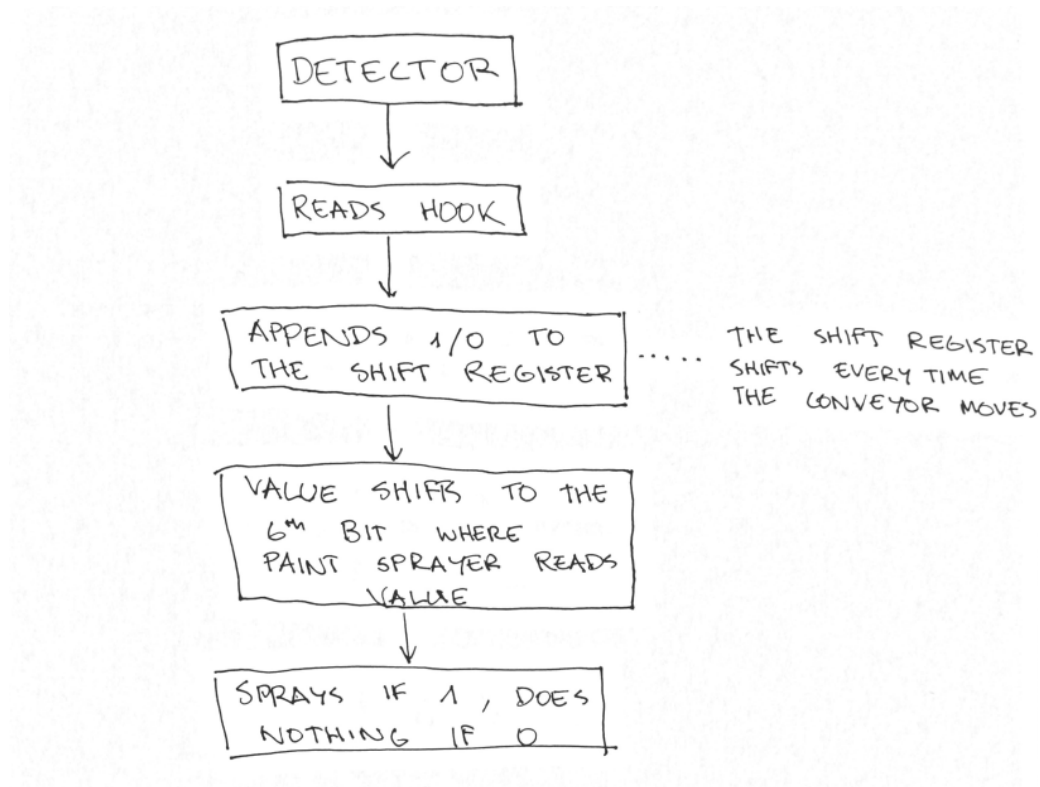 DETECTOR
READS HOOK
APPENDS 1/0 TO
THE SHIFT REGISTER
..... THE SHIFT REGISTER
SHIFTS EVERY TIME
THE CONVEYOR MOVES
VALUE SHIFTS TO THE
6th BIT WHERE
PAINT SPRAYER READS
VALUE
SPRAYS IF 1, DOES
NOTHING IF 0